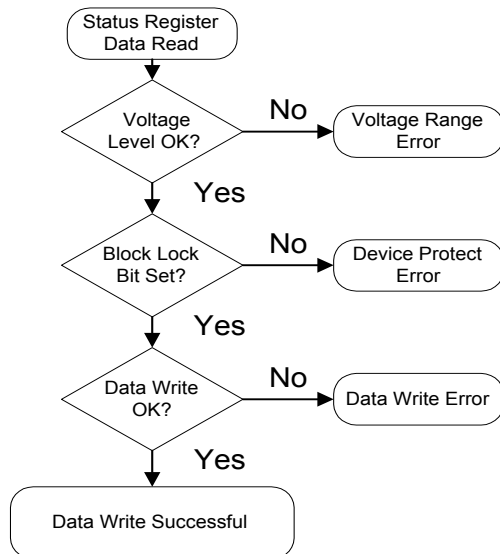 Status Register
Data Read
Voltage
Level OK?
No
Voltage Range
Error
Yes
Block Lock
Bit Set?
No
Device Protect
Error
Yes
Data Write
OK?
No
Data Write Error
Yes
Data Write Successful